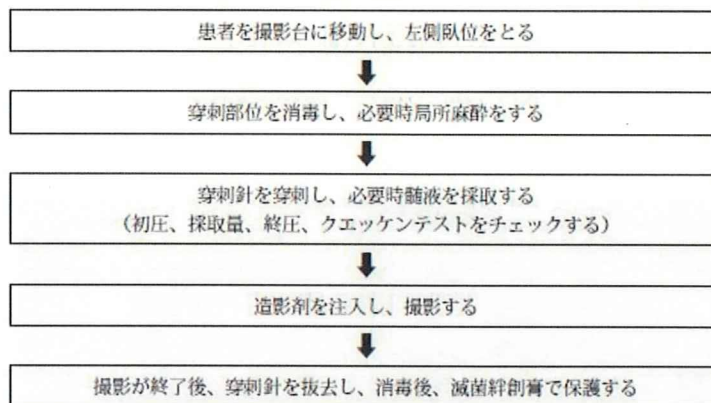 患者を撮影台に移動し、左側臥位をとる
穿刺部位を消毒し、必要時局所麻酔をする
穿刺針を穿刺し、必要時髄液を採取する
（初圧、採取量、終圧、クエッケンテストをチェックする）
造影剤を注入し、撮影する
撮影が終了後、穿刺針を抜去し、消毒後、滅菌絆創膏で保護する